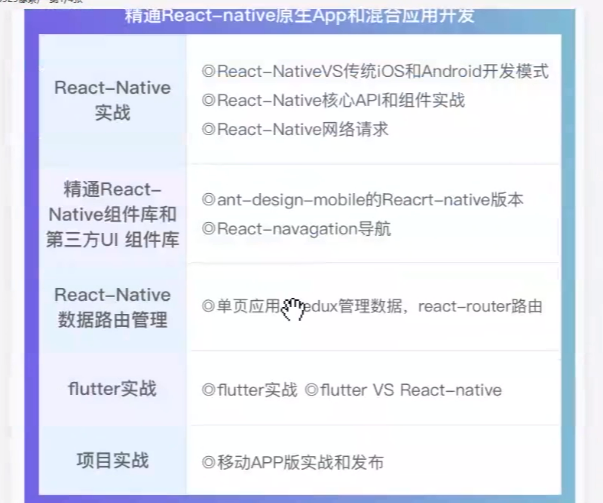 精通React-native原生App和混合应用开发
React-Native
实战
◎React-NativeVS传统iOS和Android开发模式
◎React-Native核心API和组件实战
◎React-Native网络请求
精通React-
Native组件库和
第三方UI 组件库
◎ant-design-mobile的Reacrt-native版本
◎React-navagation导航
React-Native
数据路由管理
◎单页应用 edux管理数据，react-router路由
flutter实战
◎flutter实战 ◎flutter VS React-native
项目实战
◎移动APP版实战和发布